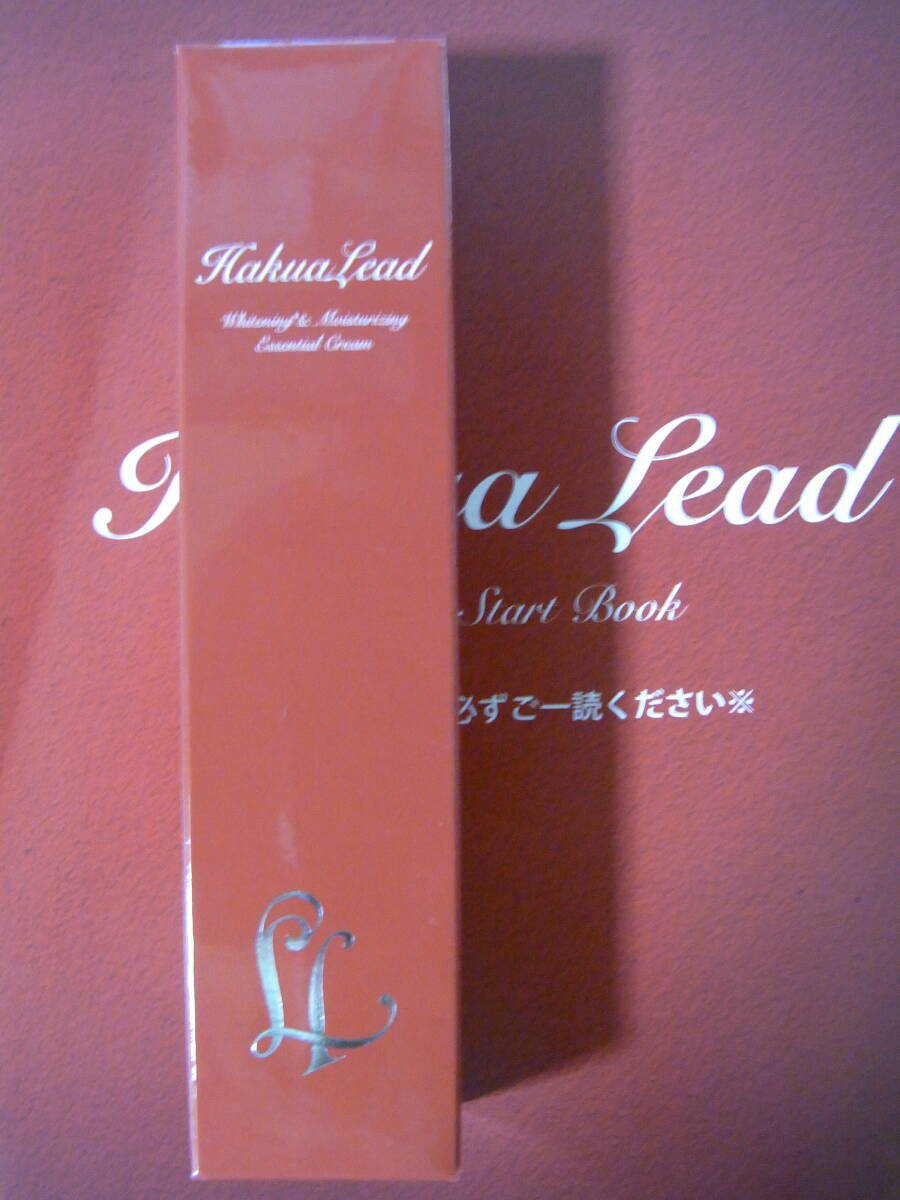 HakuaLead
Whitening*& Moisturizing
Essential Cream
Lead
Start Book
必ずご一読ください※